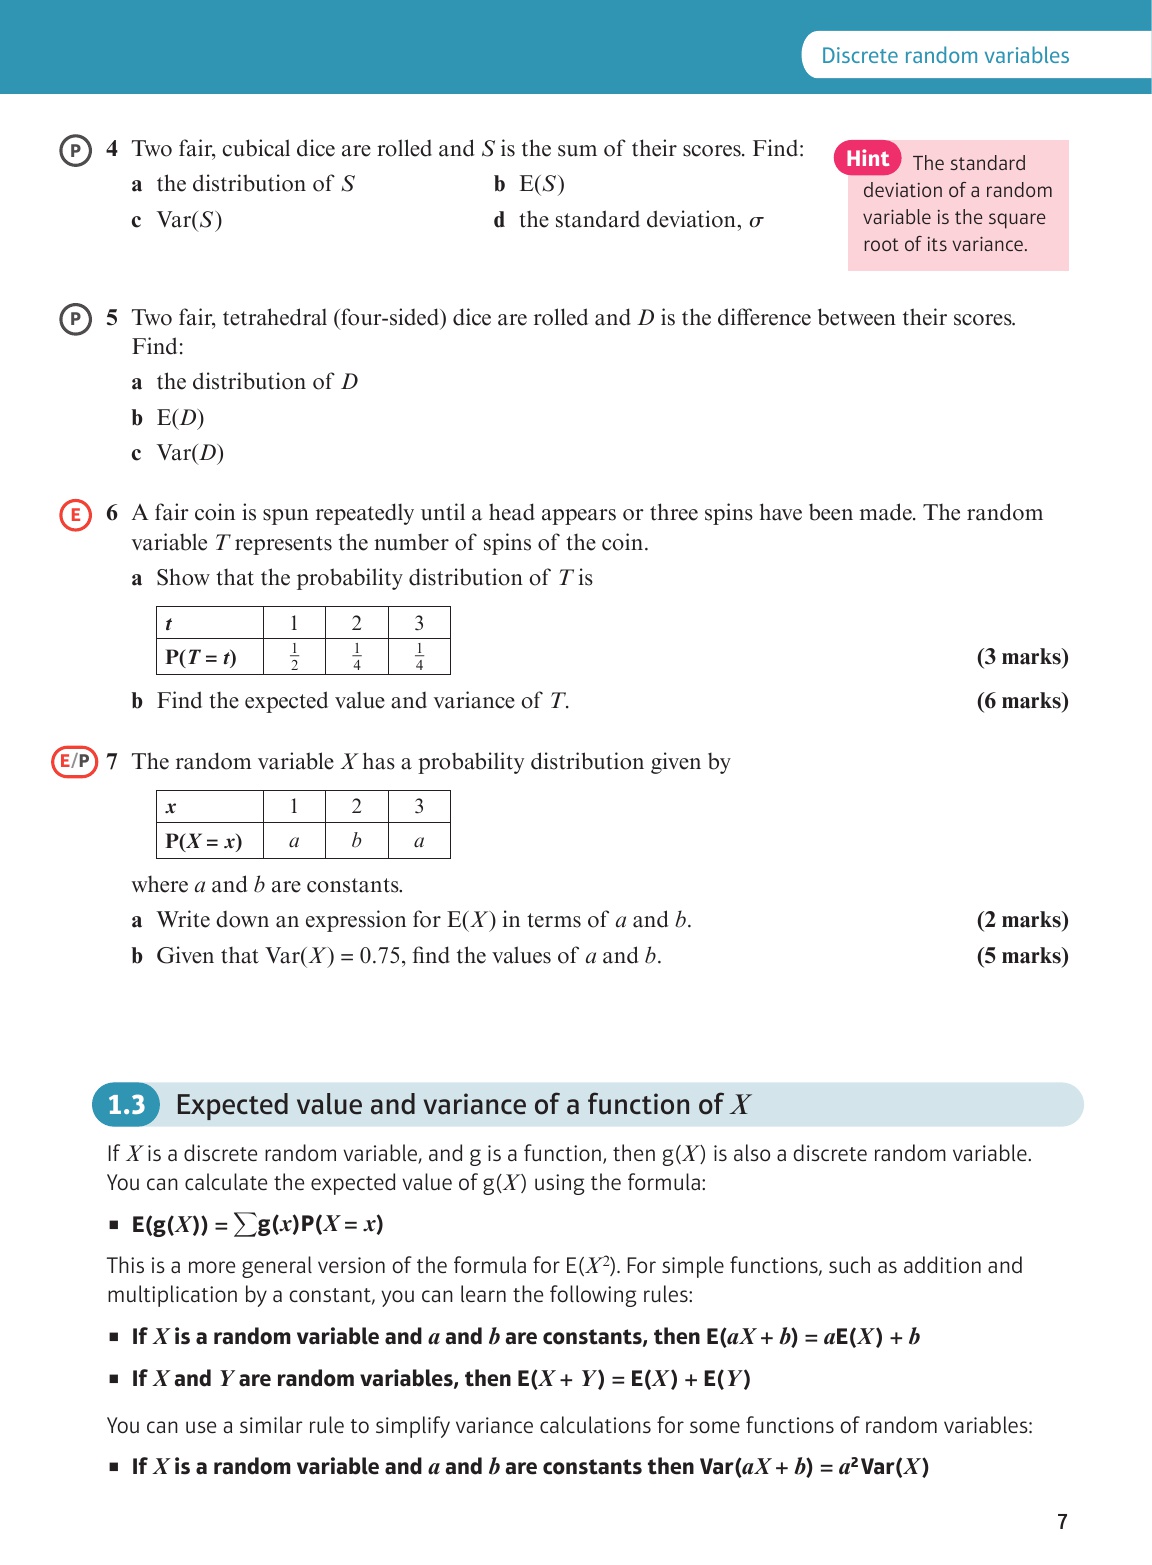 Discrete random variables
P 4 Two fair, cubical dice are rolled and S is the sum of their scores. Find:
a the distribution of S b E(S)
c Var(S) d the standard deviation, σ
Hint The standard
deviation of a random
variable is the square
root of its variance.
P 5 Two fair, tetrahedral (four-sided) dice are rolled and D is the difference between their scores.
Find:
a the distribution of D
b E(D)
c Var(D)
E 6 A fair coin is spun repeatedly until a head appears or three spins have been made. The random
variable T represents the number of spins of the coin.
a Show that the probability distribution of T is
t 1 2 3
P(T = t) 1/2 1/4 1/4
(3 marks)
b Find the expected value and variance of T. (6 marks)
E/P 7 The random variable X has a probability distribution given by
x 1 2 3
P(X = x) a b a
where a and b are constants.
a Write down an expression for E(X) in terms of a and b. (2 marks)
b Given that Var(X) = 0.75, find the values of a and b. (5 marks)
1.3 Expected value and variance of a function of X
If X is a discrete random variable, and g is a function, then g(X) is also a discrete random variable.
You can calculate the expected value of g(X) using the formula:
■ E(g(X)) = ∑g(x)P(X = x)
This is a more general version of the formula for E(X²). For simple functions, such as addition and
multiplication by a constant, you can learn the following rules:
■ If X is a random variable and a and b are constants, then E(aX + b) = aE(X) + b
■ If X and Y are random variables, then E(X + Y) = E(X) + E(Y)
You can use a similar rule to simplify variance calculations for some functions of random variables:
■ If X is a random variable and a and b are constants then Var(aX + b) = a²Var(X)
7